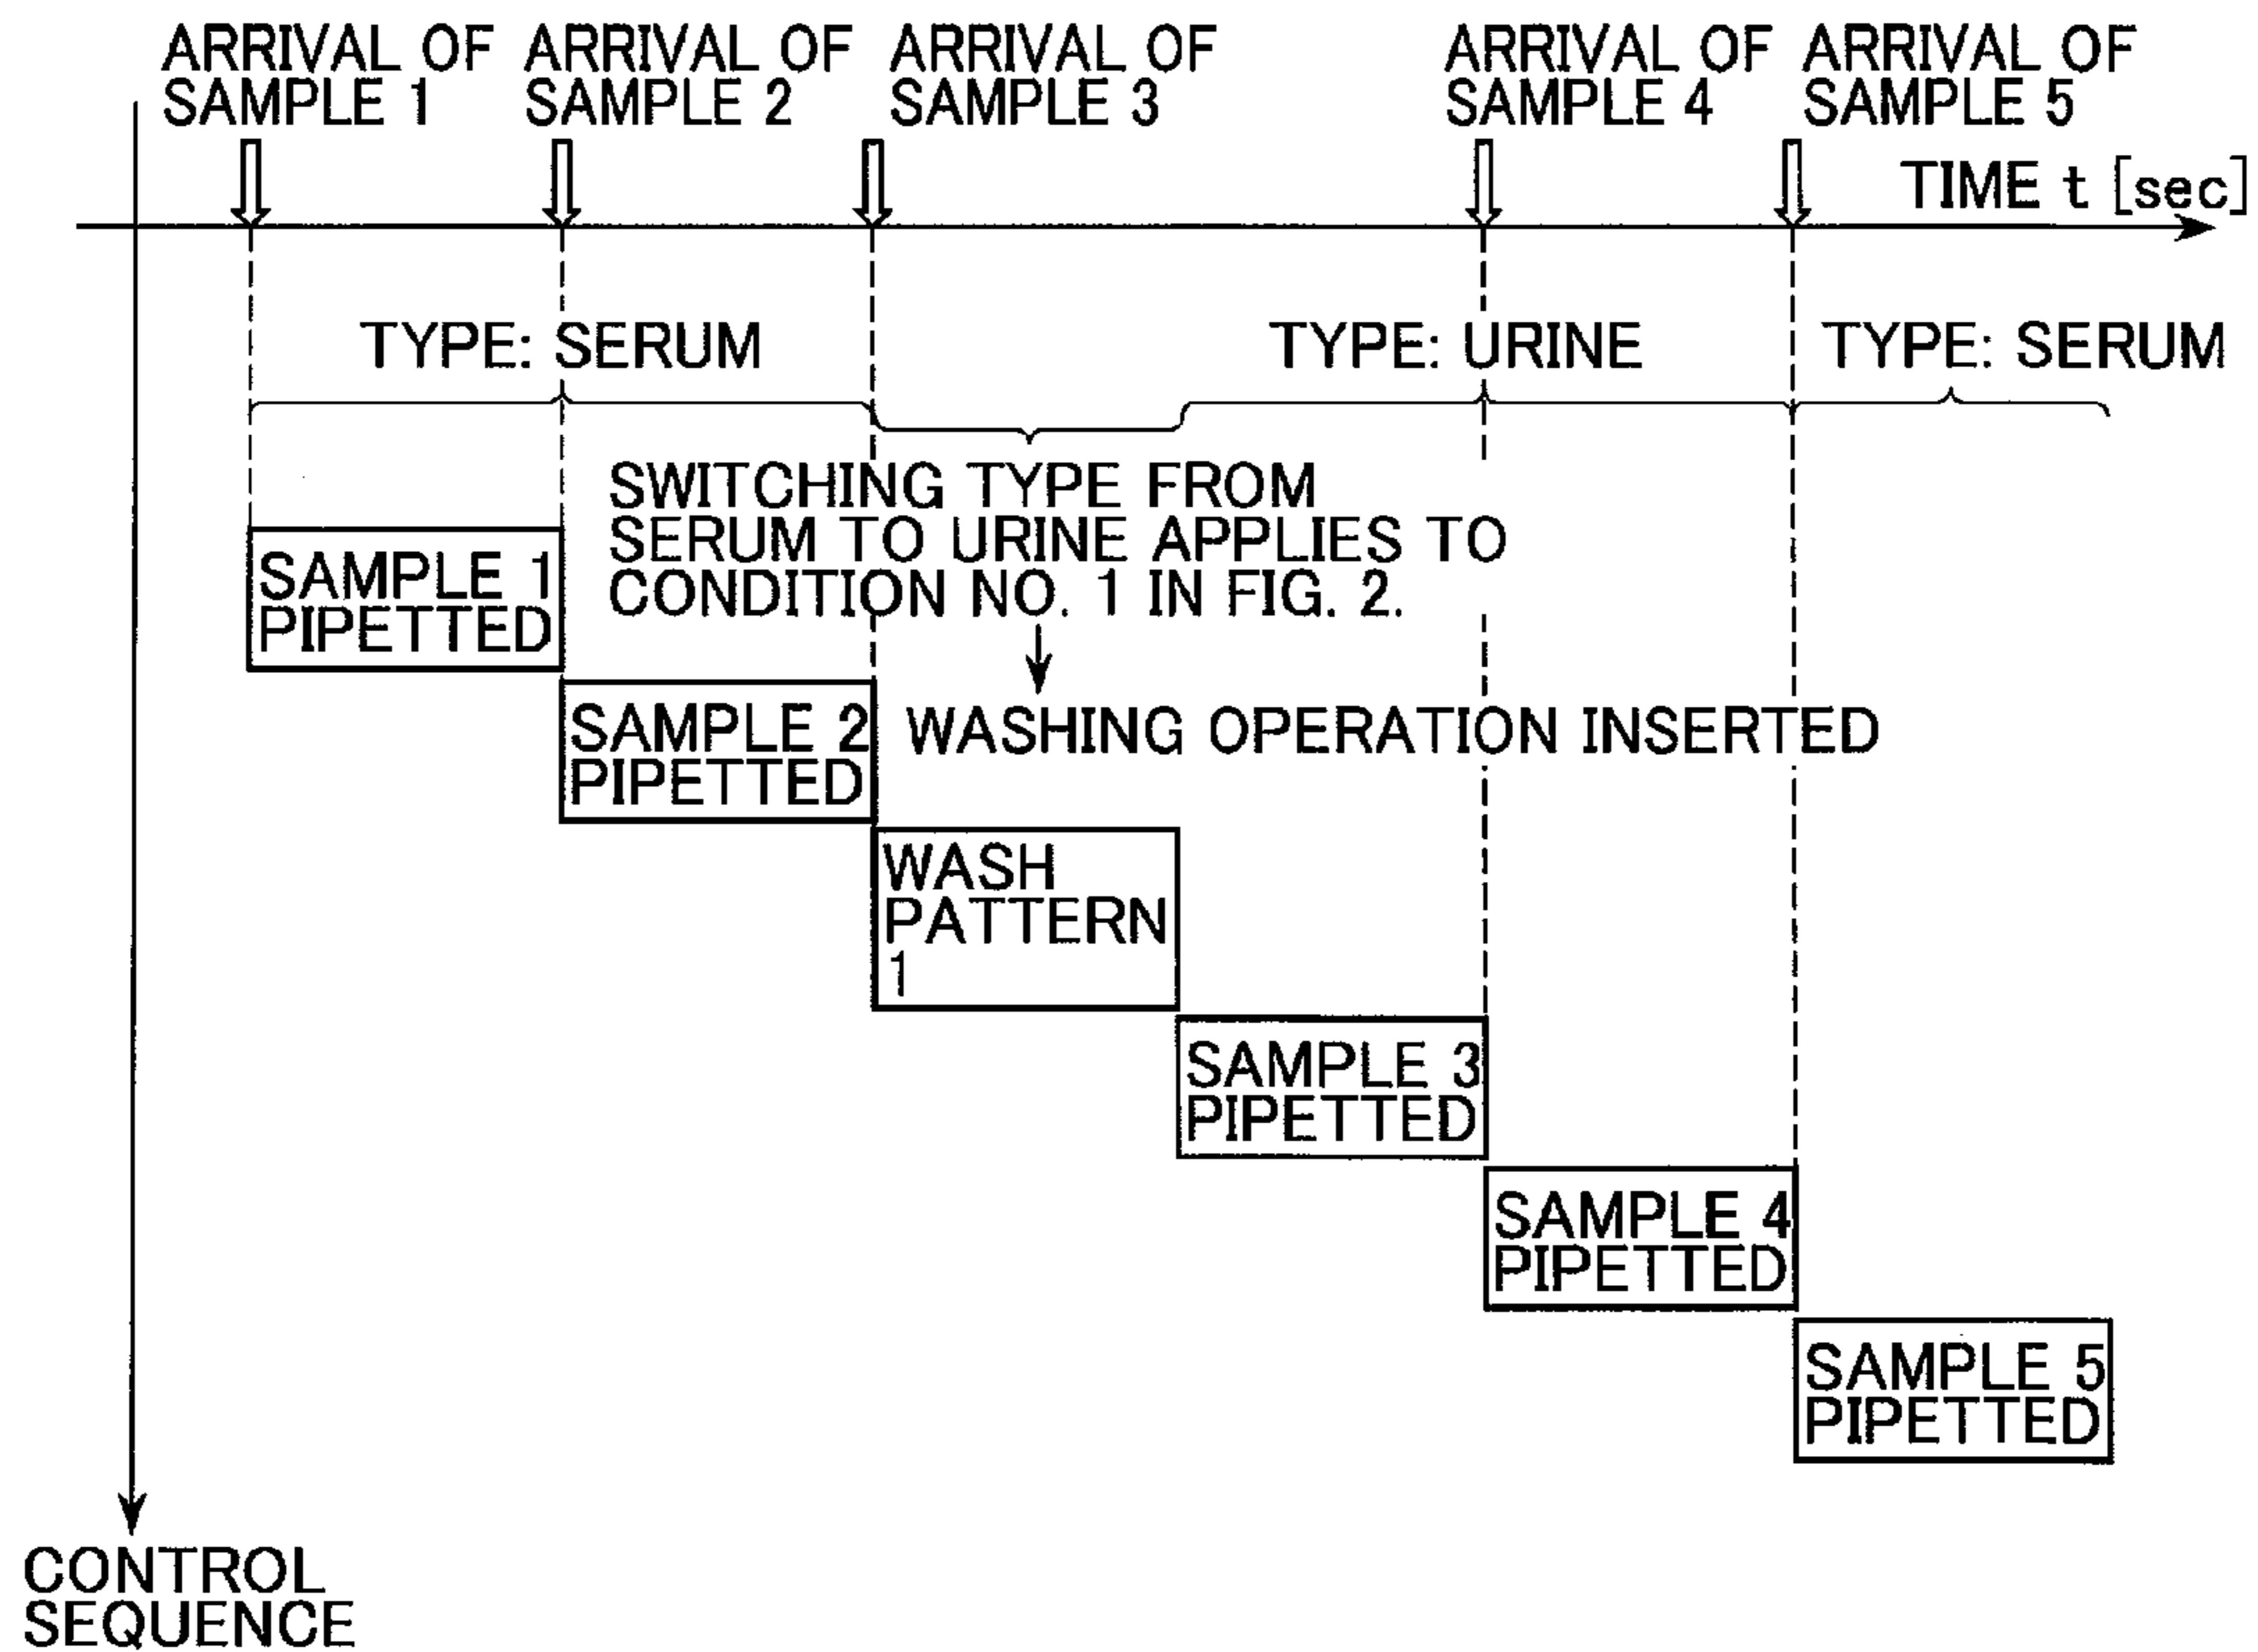 ARRIVAL OF
SAMPLE 1
ARRIVAL OF
SAMPLE 2
ARRIVAL OF
SAMPLE 3
ARRIVAL OF
SAMPLE 4
ARRIVAL OF
SAMPLE 5
TIME t [sec]
TYPE: SERUM
TYPE: URINE
TYPE: SERUM
SWITCHING TYPE FROM
SERUM TO URINE APPLIES TO
CONDITION NO. 1 IN FIG. 2.
SAMPLE 1
PIPETTED
SAMPLE 2
PIPETTED
WASHING OPERATION INSERTED
WASH
PATTERN
1
SAMPLE 3
PIPETTED
SAMPLE 4
PIPETTED
SAMPLE 5
PIPETTED
CONTROL
SEQUENCE